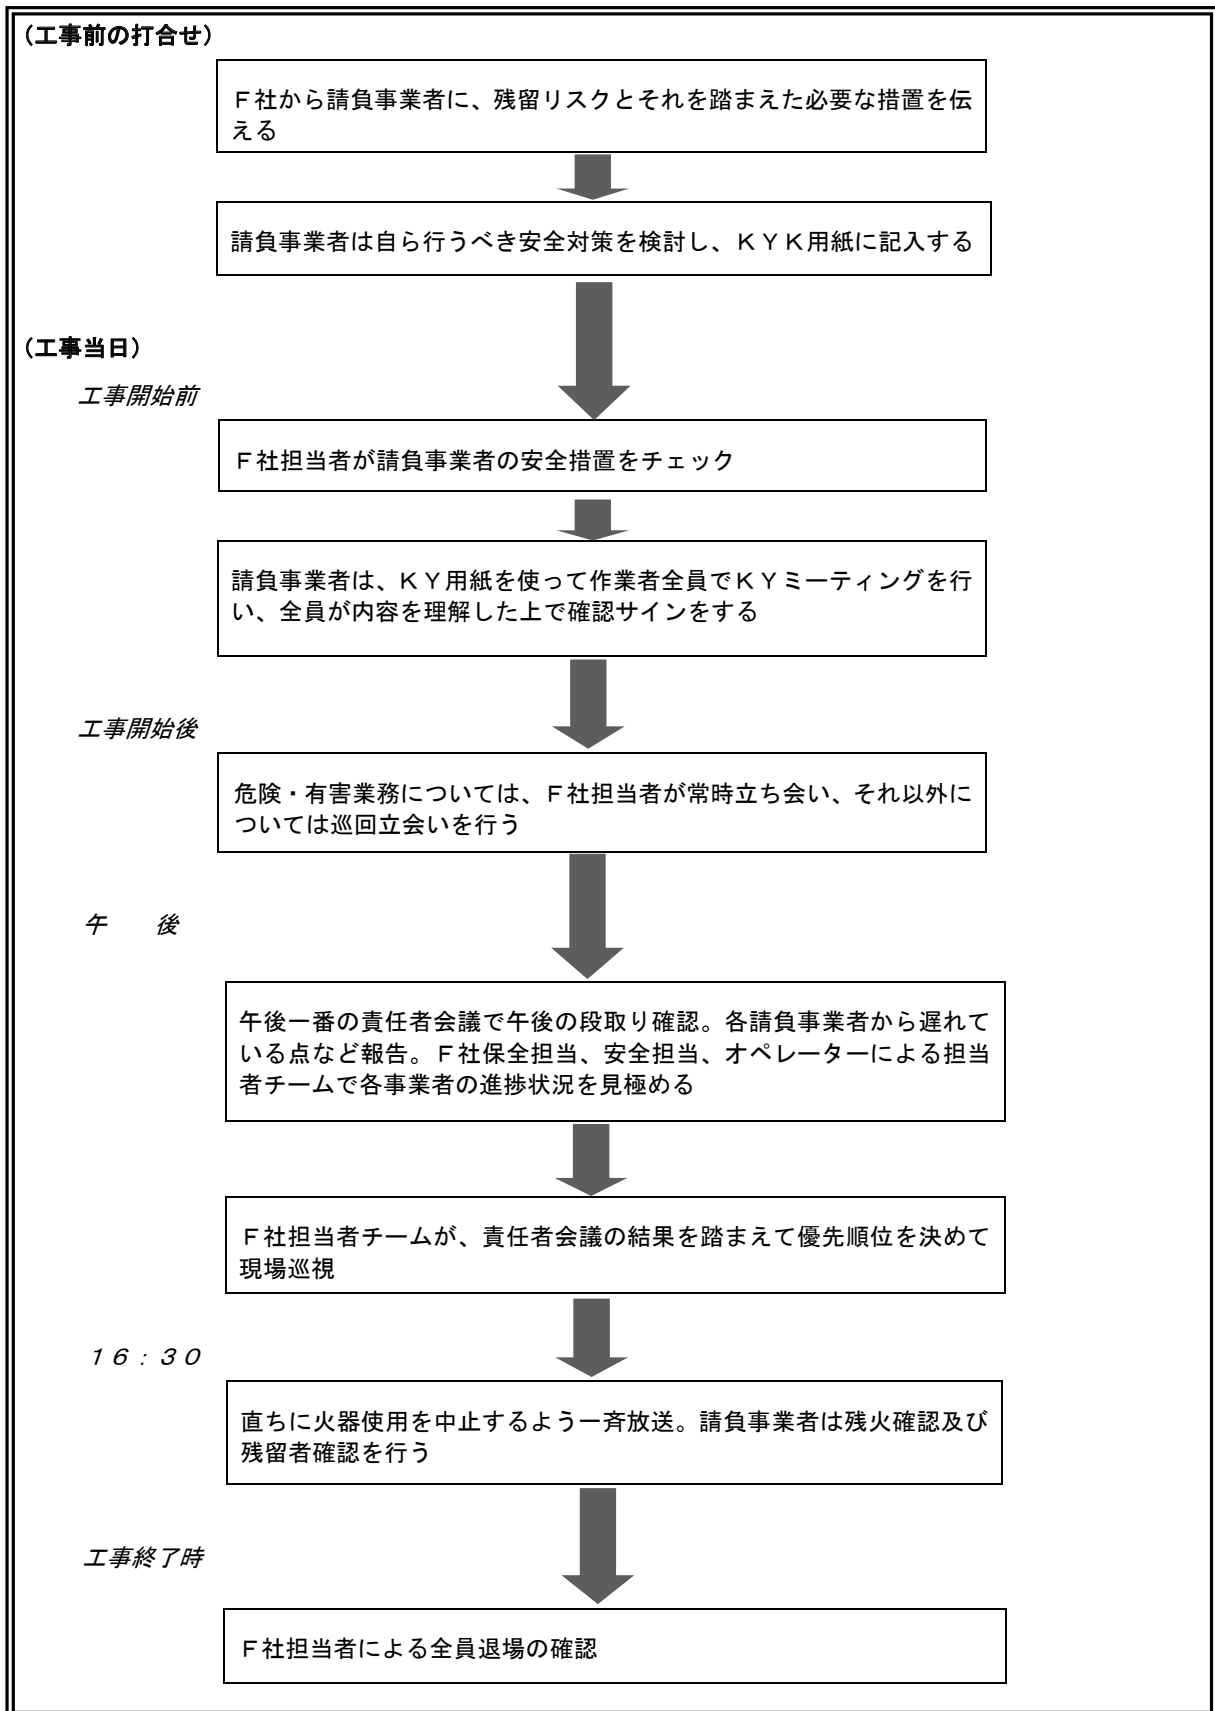 （工事前の打合せ）
Ｆ社から請負事業者に、残留リスクとそれを踏まえた必要な措置を伝
える
請負事業者は自ら行うべき安全対策を検討し、ＫＹＫ用紙に記入する
（工事当日）
工事開始前
Ｆ社担当者が請負事業者の安全措置をチェック
請負事業者は、ＫＹ用紙を使って作業者全員でＫＹミーティングを行
い、全員が内容を理解した上で確認サインをする
工事開始後
危険・有害業務については、Ｆ社担当者が常時立ち会い、それ以外に
ついては巡回立会いを行う
午　　後
午後一番の責任者会議で午後の段取り確認。各請負事業者から遅れて
いる点など報告。Ｆ社保全担当、安全担当、オペレーターによる担当
者チームで各事業者の進捗状況を見極める
Ｆ社担当者チームが、責任者会議の結果を踏まえて優先順位を決めて
現場巡視
１６：３０
直ちに火器使用を中止するよう一斉放送。請負事業者は残火確認及び
残留者確認を行う
工事終了時
Ｆ社担当者による全員退場の確認